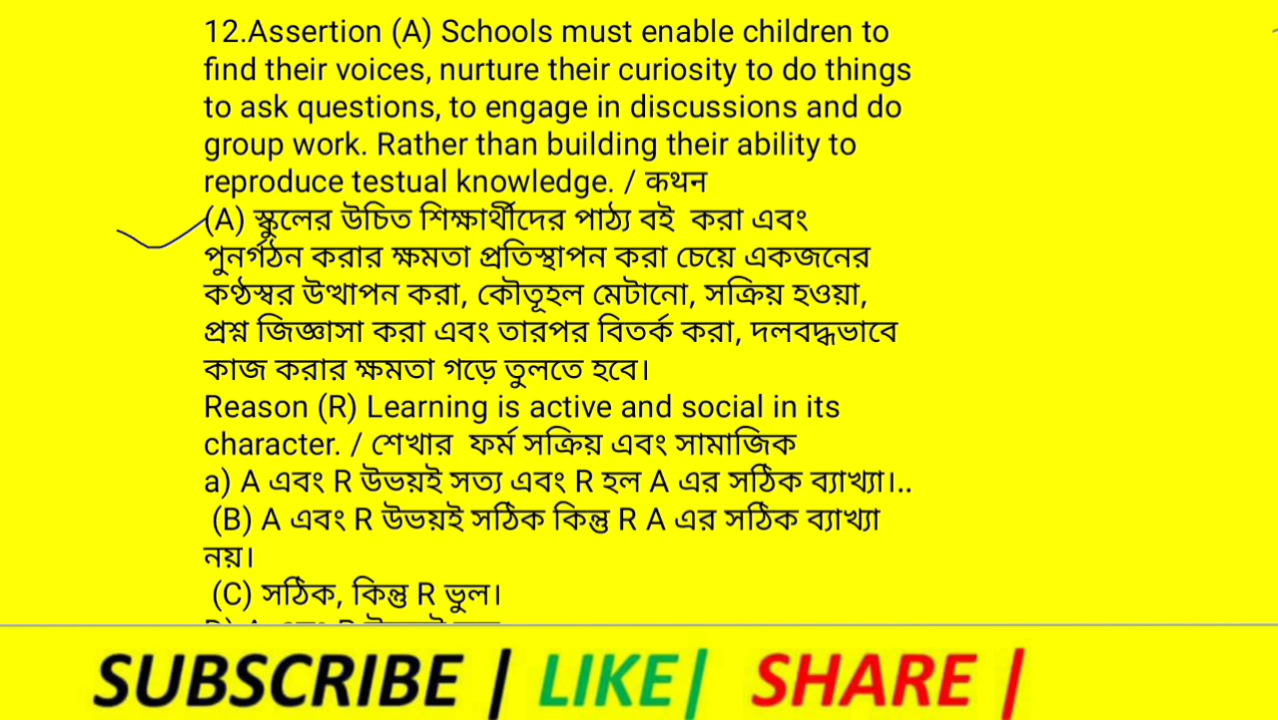 12.Assertion (A) Schools must enable children to
find their voices, nurture their curiosity to do things
to ask questions, to engage in discussions and do
group work. Rather than building their ability to
reproduce testual knowledge. / কথন
(A) স্কুলের উচিত শিক্ষার্থীদের পাঠ্য বই করা এবং
পুনর্গঠন করার ক্ষমতা প্রতিস্থাপন করা চেয়ে একজনের
কণ্ঠস্বর উত্থাপন করা, কৌতূহল মেটানো, সক্রিয় হওয়া,
প্রশ্ন জিজ্ঞাসা করা এবং তারপর বিতর্ক করা, দলবদ্ধভাবে
কাজ করার ক্ষমতা গড়ে তুলতে হবে।
Reason (R) Learning is active and social in its
character. / শেখার ফর্ম সক্রিয় এবং সামাজিক
a) A এবং R উভয়ই সত্য এবং R হল A এর সঠিক ব্যাখ্যা।..
(B) A এবং R উভয়ই সঠিক কিন্তু R A এর সঠিক ব্যাখ্যা
নয়।
(C) সঠিক, কিন্তু R ভুল।
SUBSCRIBE | LIKE | SHARE |